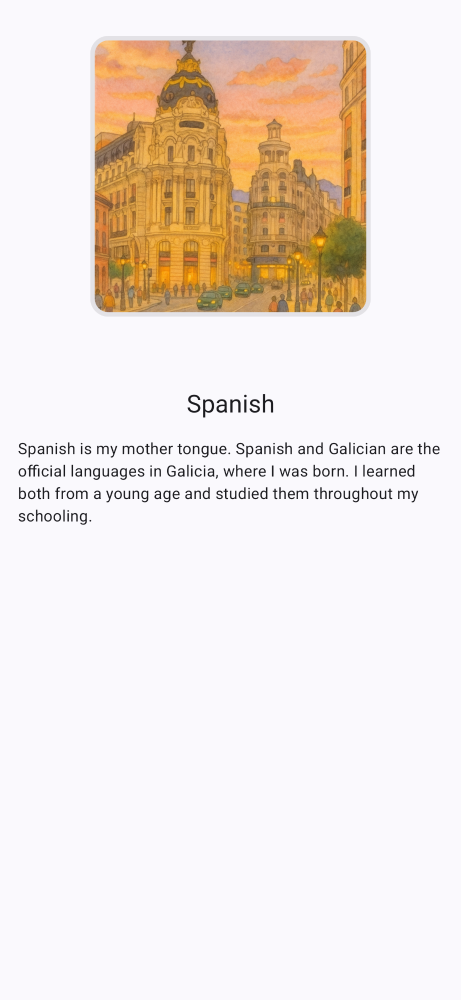 Spanish
Spanish is my mother tongue. Spanish and Galician are the
official languages in Galicia, where I was born. I learned
both from a young age and studied them throughout my
schooling.